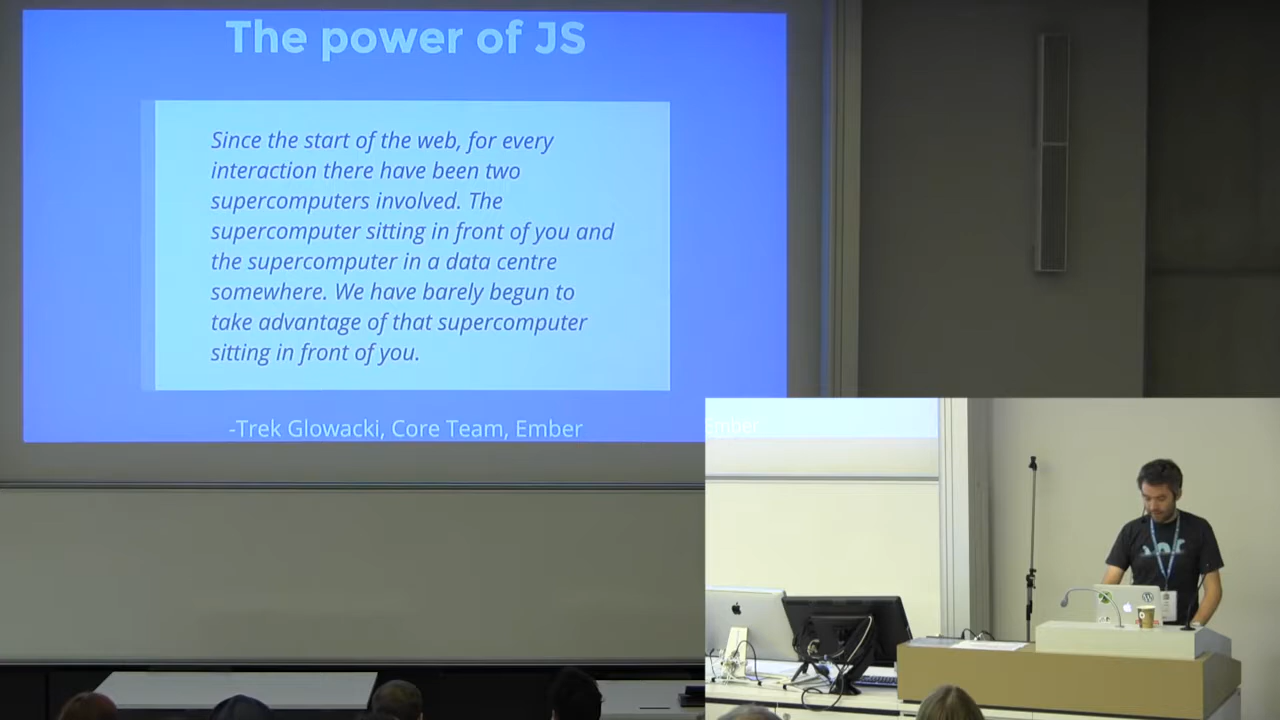 The power of JS
Since the start of the web, for every
interaction there have been two
supercomputers involved. The
supercomputer sitting in front of you and
the supercomputer in a data centre
somewhere. We have barely begun to
take advantage of that supercomputer
sitting in front of you.
-Trek Glowacki, Core Team, Ember
Ember